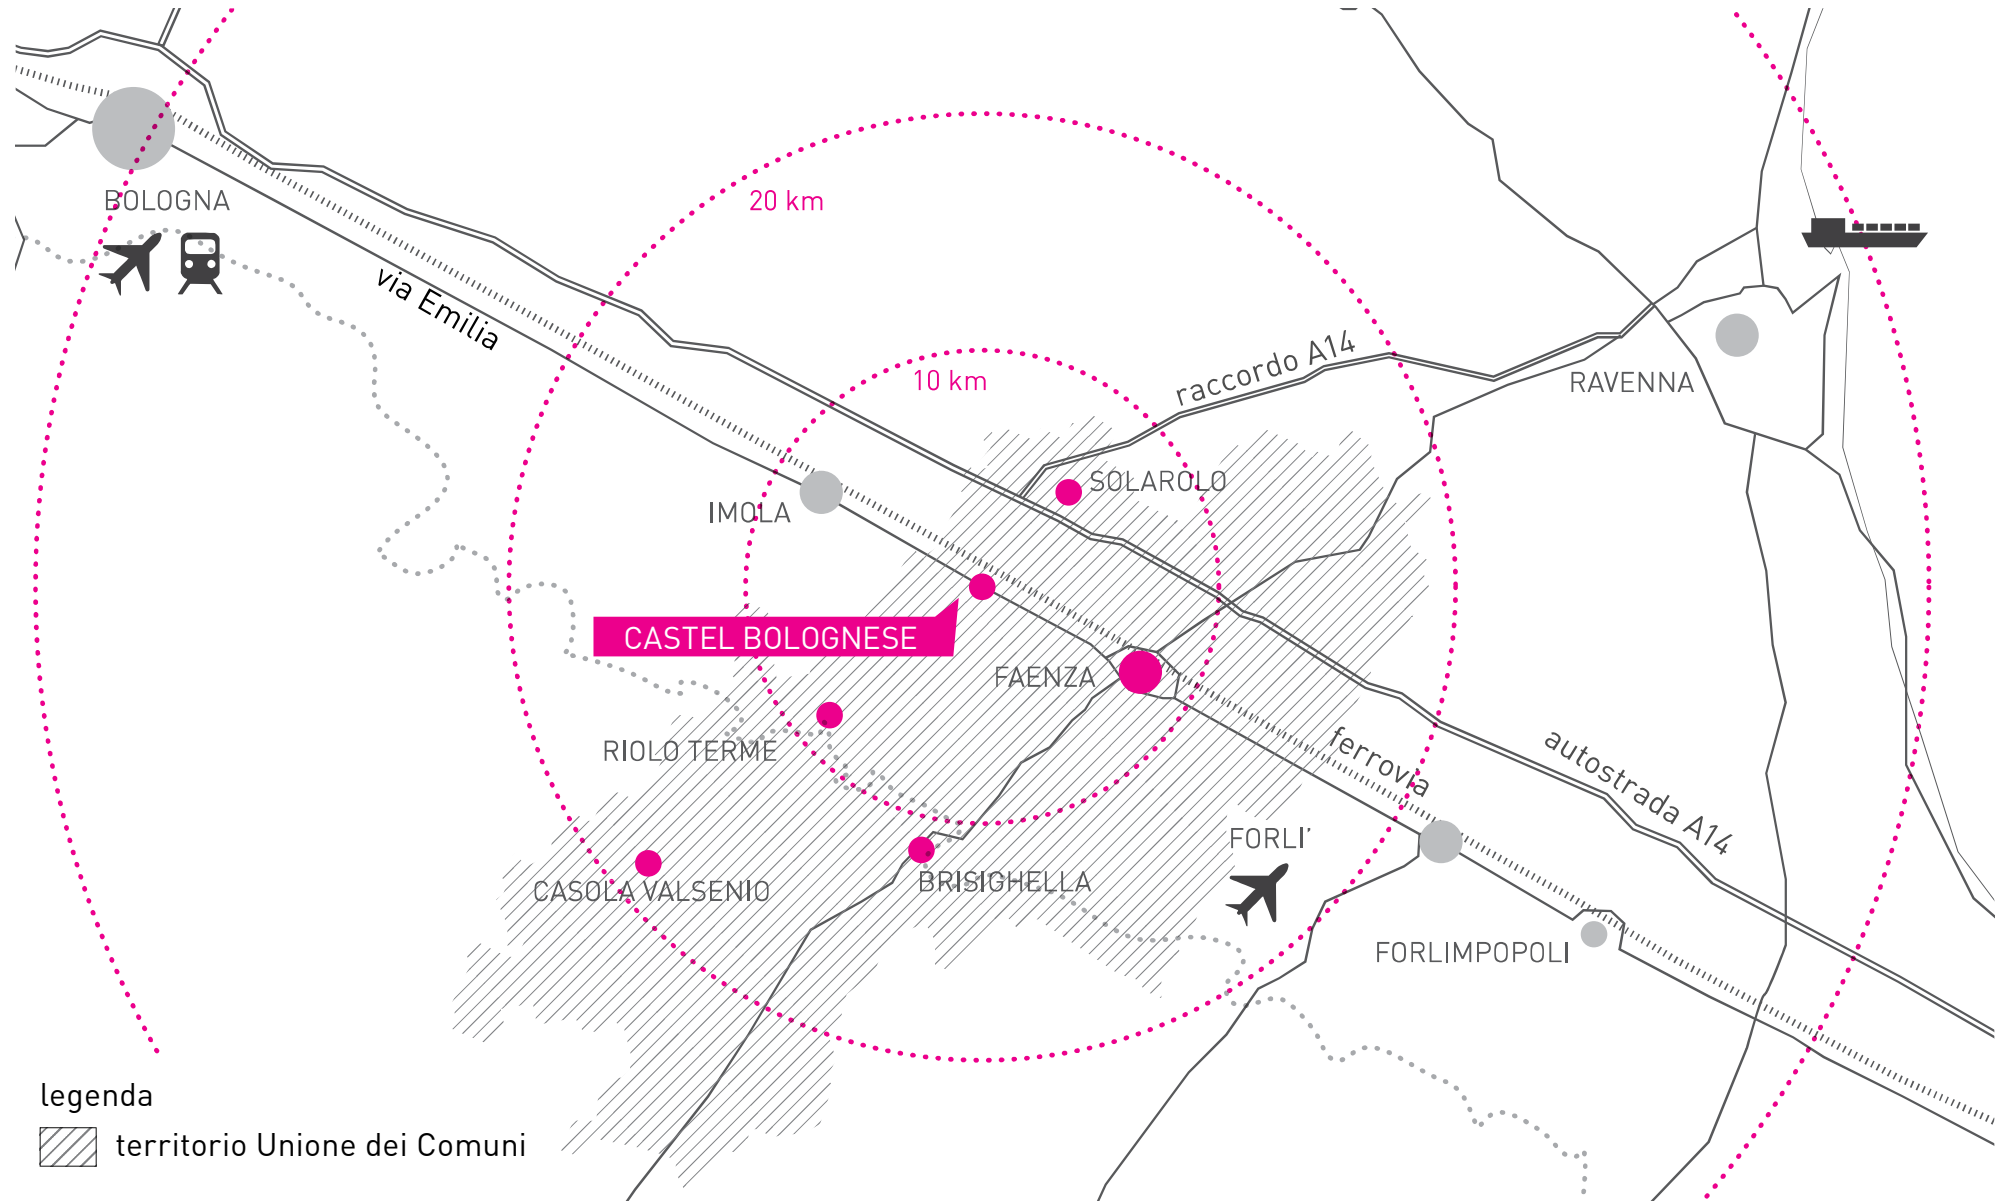 BOLOGNA
20 km
via Emilia
10 km
raccordo A14
RAVENNA
SOLAROLO
IMOLA
CASTEL BOLOGNESE
FAENZA
RIOLO TERME
ferrovia
autostrada A14
FORLI'
CASOLA VALSENIO
BRISIGHELLA
FORLIMPOPOLI
legenda
territorio Unione dei Comuni